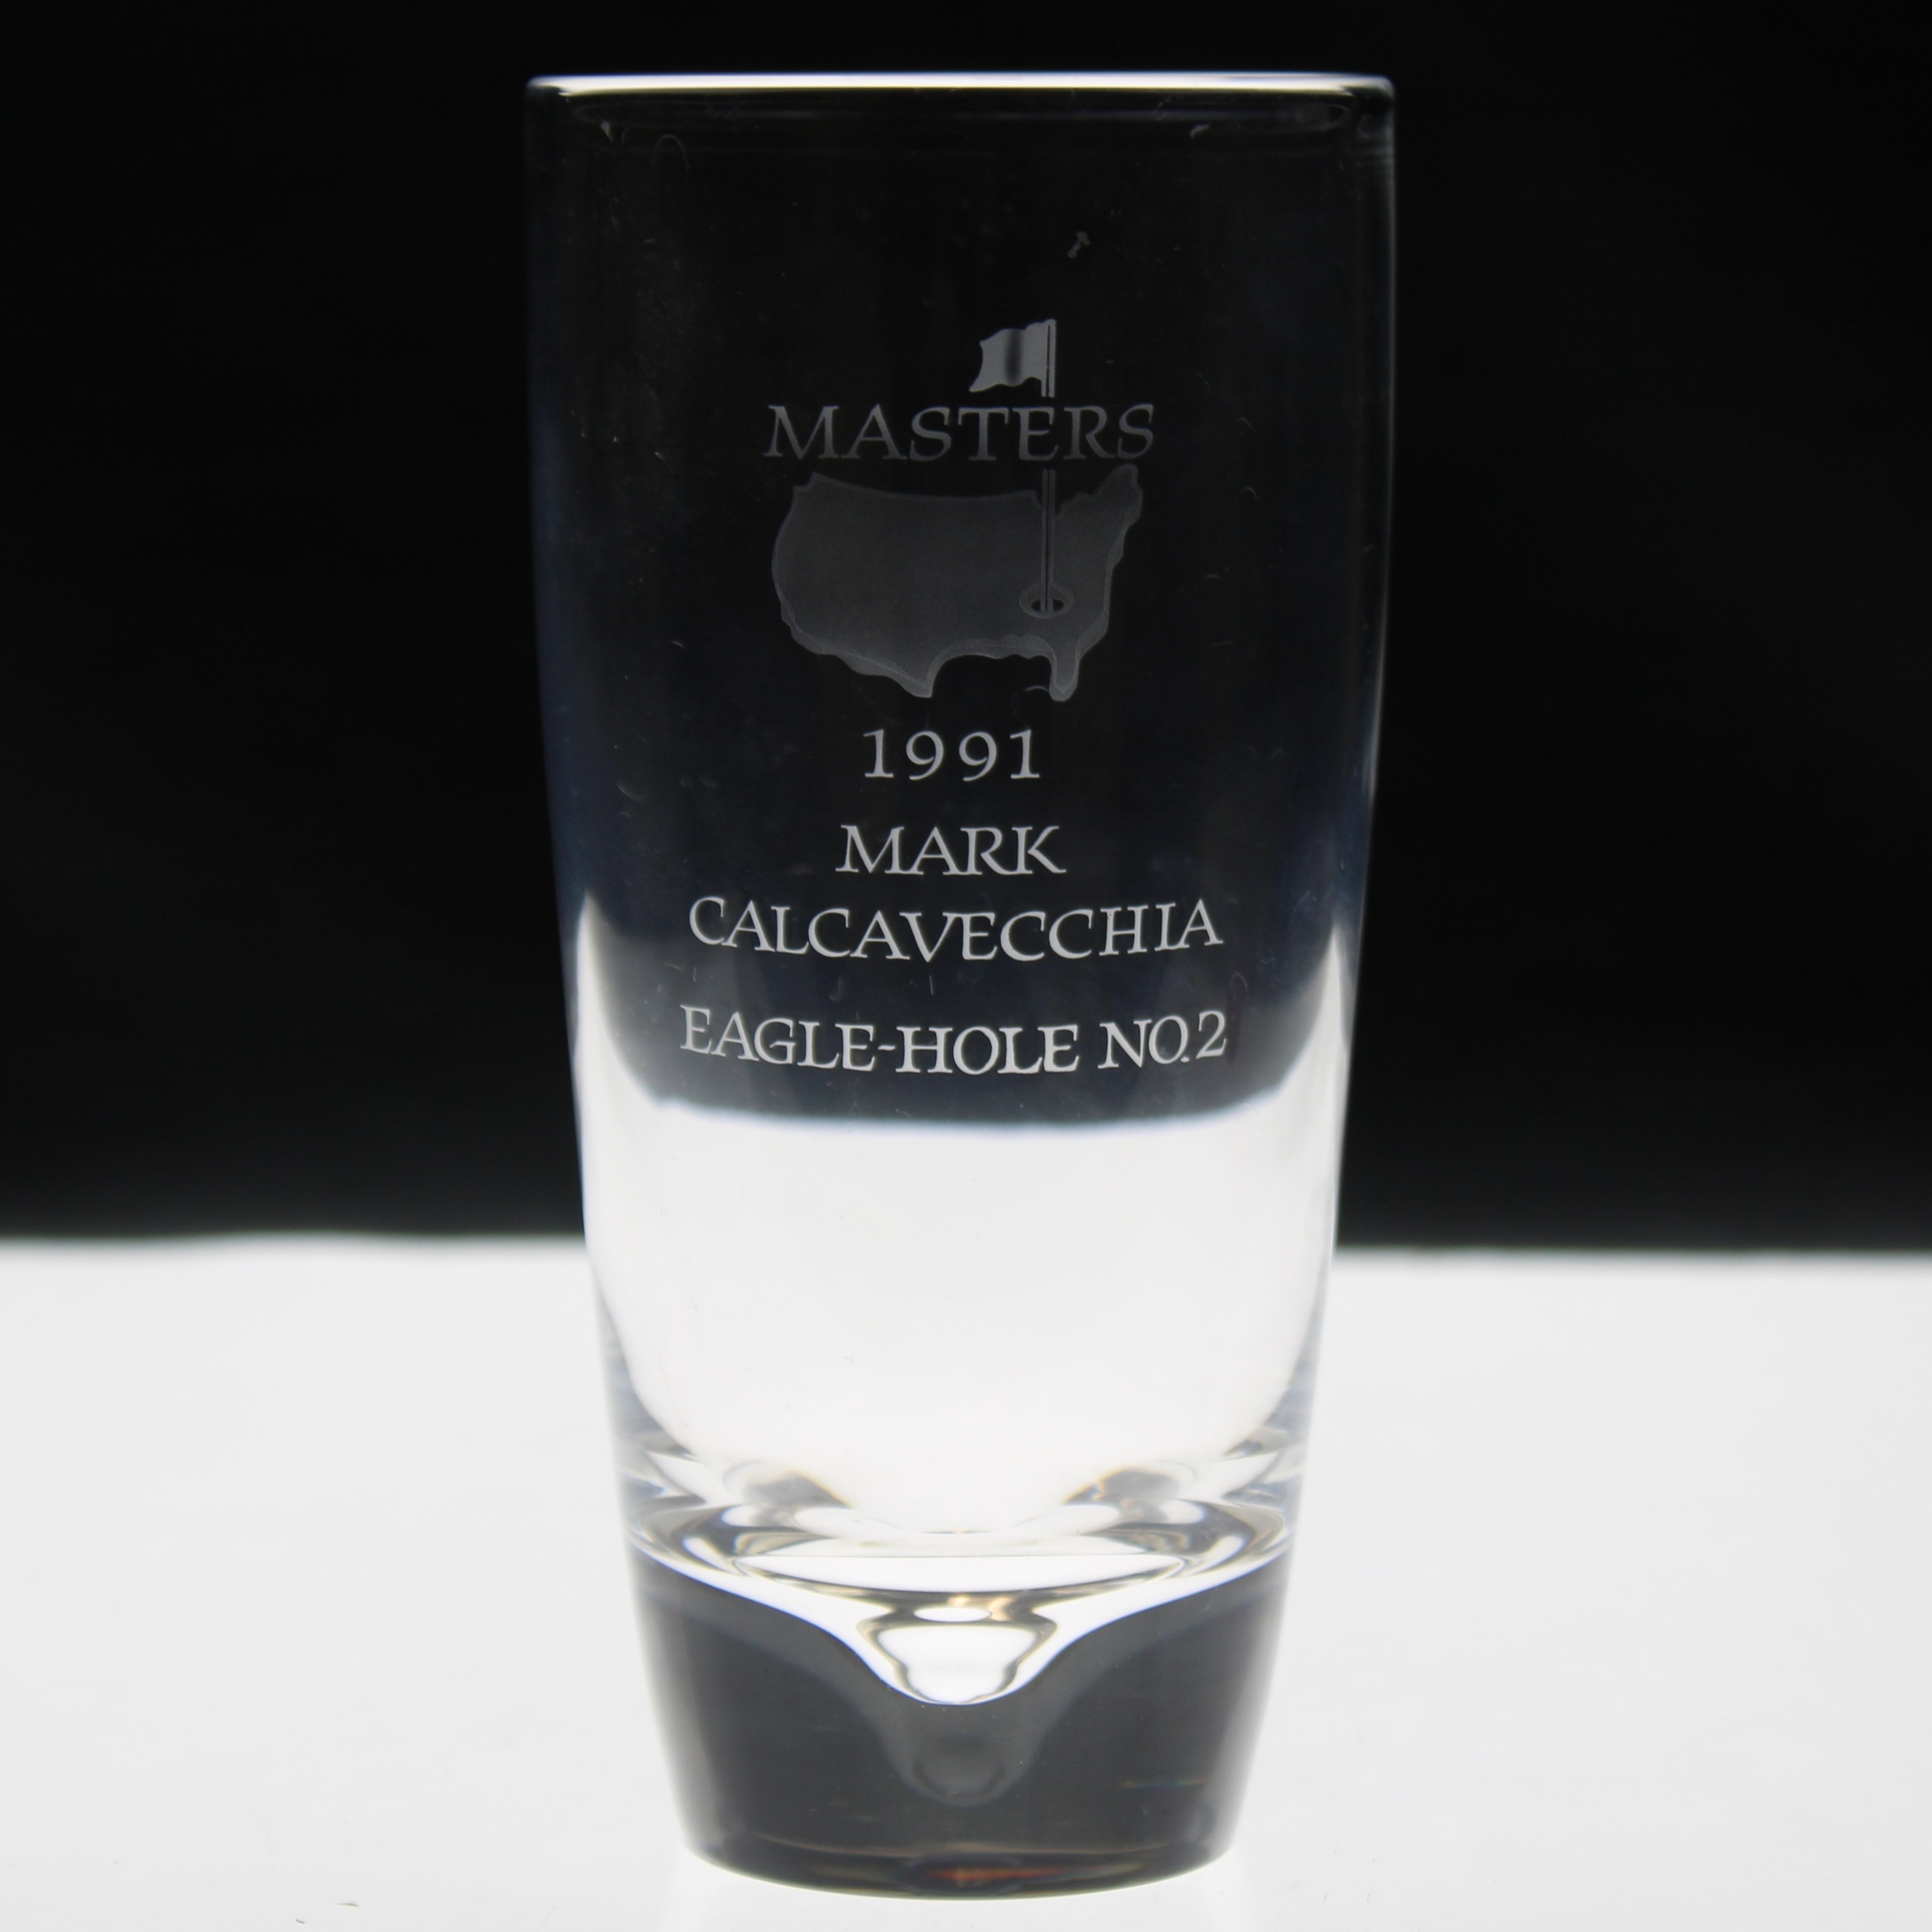 MASTERS
1991
MARK
CALCAVECCHIA
EAGLE-HOLE NO.2